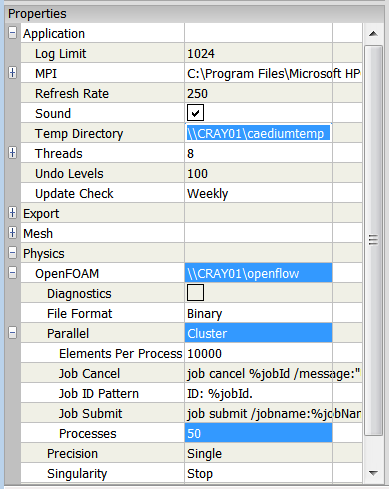 Properties
Application
Log Limit 1024
MPI C:\Program Files\Microsoft HP
Refresh Rate 250
Sound
Temp Directory \\CRAY01\caediumtemp
Threads 8
Undo Levels 100
Update Check Weekly
Export
Mesh
Physics
OpenFOAM \\CRAY01\openflow
Diagnostics
File Format Binary
Parallel Cluster
Elements Per Process 10000
Job Cancel job cancel %jobId /message:"
Job ID Pattern ID: %jobId.
Job Submit job submit /jobname:%jobNar
Processes 50
Precision Single
Singularity Stop